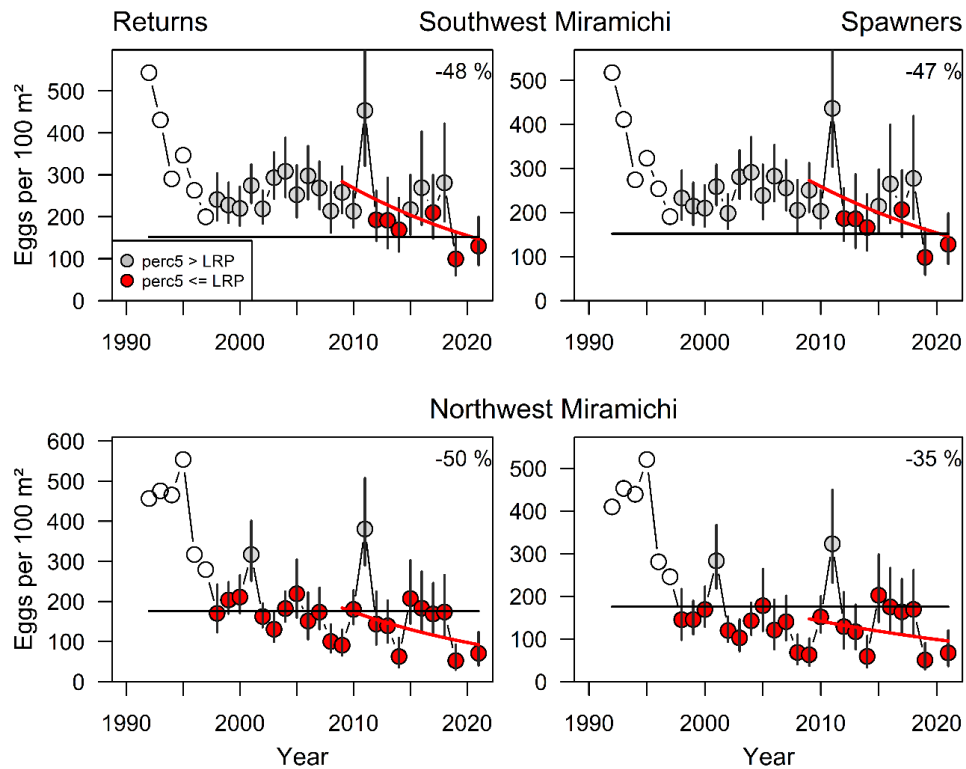 Returns Southwest Miramichi Spawners
-48 %
-47 %
Eggs per 100 m²
500
400
300
200
100
0
perc5 > LRP
perc5 <= LRP
1990 2000 2010 2020
500
400
300
200
100
0
1990 2000 2010 2020
Northwest Miramichi
-50 %
-35 %
Eggs per 100 m²
600
500
400
300
200
100
0
1990 2000 2010 2020
Year
500
400
300
200
100
0
1990 2000 2010 2020
Year